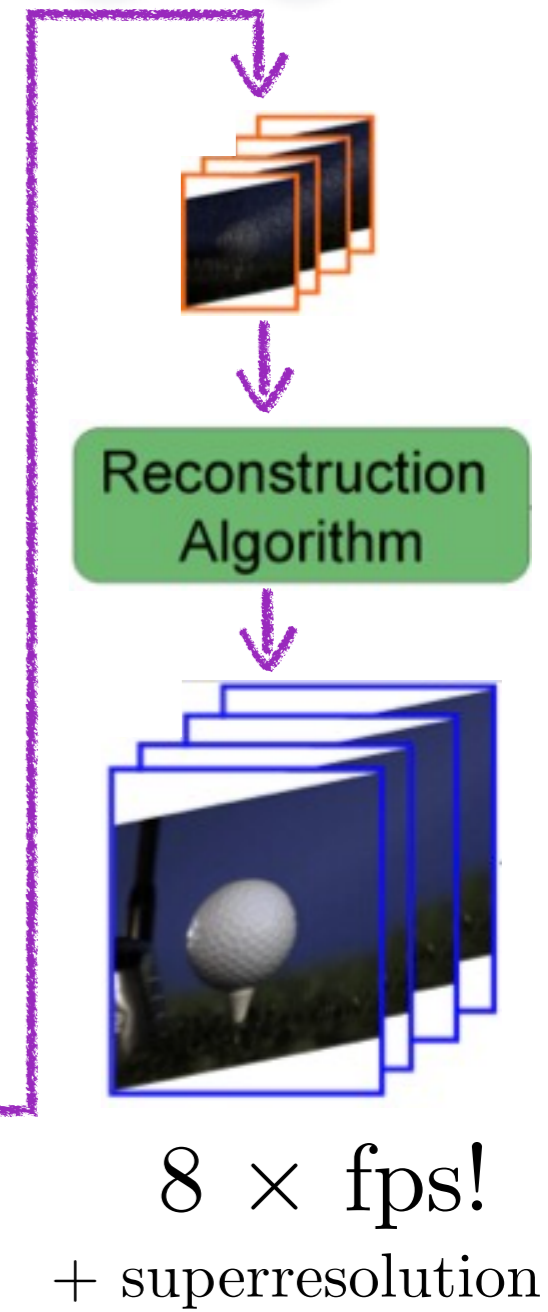 Reconstruction
Algorithm
8 × fps!
+ superresolution